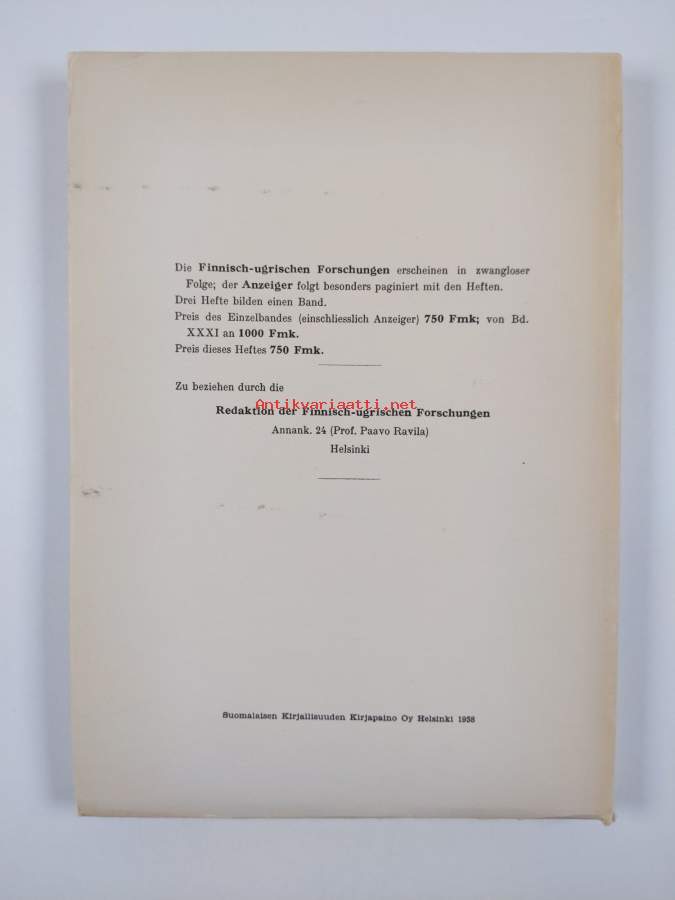 Die Finnisch-ugrischen Forschungen erscheinen in zwangloser
Folge; der Anzeiger folgt besonders paginiert mit den Heften.
Drei Hefte bilden einen Band.
Preis des Einzelbandes (einschliesslich Anzeiger) 750 Fmk; von Bd.
XXXI an 1000 Fmk.
Preis dieses Heftes 750 Fmk.
Zu beziehen durch die
Antikvariaatti.net
Redaktion der Finnisch-ugrischen Forschungen
Annank. 24 (Prof. Paavo Ravila)
Helsinki
Suomalaisen Kirjallisuuden Kirjapaino Oy Helsinki 1958